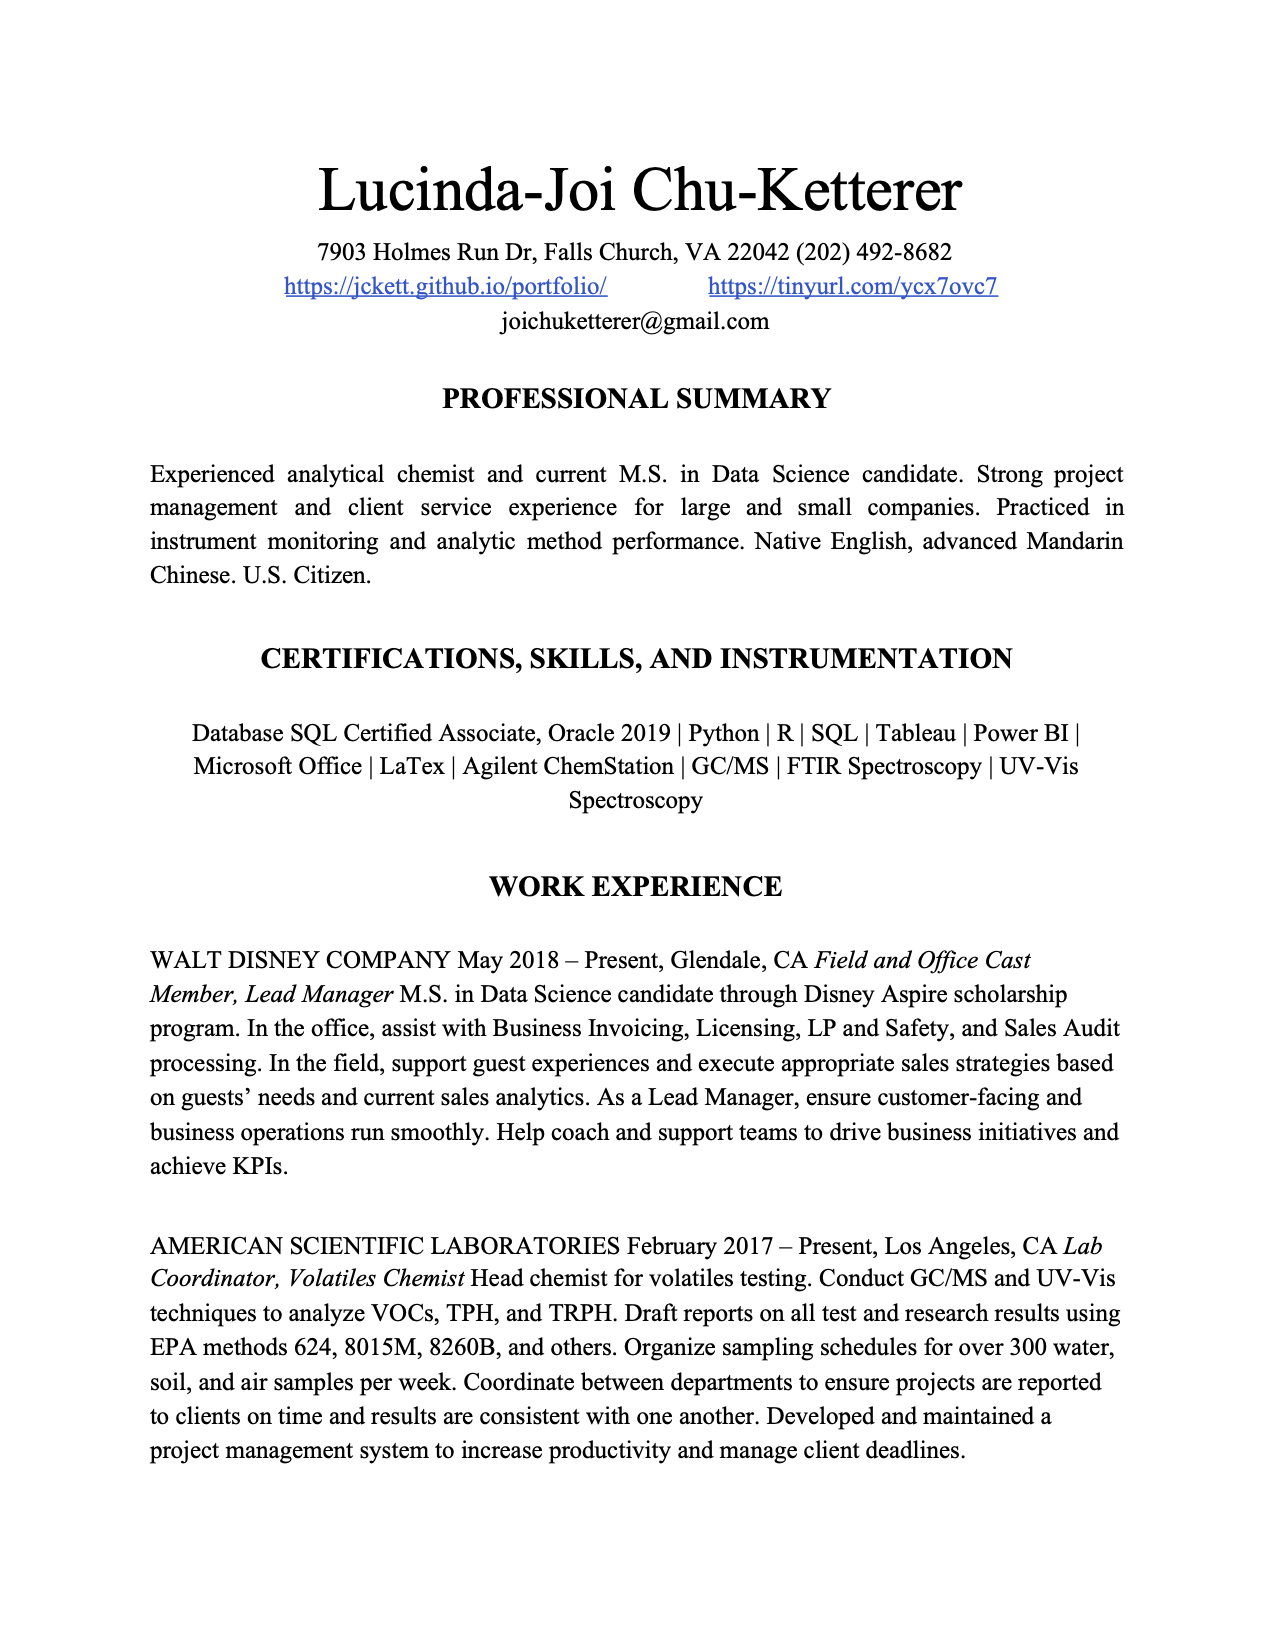 Lucinda-Joi Chu-Ketterer
7903 Holmes Run Dr, Falls Church, VA 22042 (202) 492-8682
https://jckett.github.io/portfolio/ https://tinyurl.com/ycx7ovc7
joichuketterer@gmail.com
PROFESSIONAL SUMMARY
Experienced analytical chemist and current M.S. in Data Science candidate. Strong project
management and client service experience for large and small companies. Practiced in
instrument monitoring and analytic method performance. Native English, advanced Mandarin
Chinese. U.S. Citizen.
CERTIFICATIONS, SKILLS, AND INSTRUMENTATION
Database SQL Certified Associate, Oracle 2019 | Python | R | SQL | Tableau | Power BI |
Microsoft Office | LaTex | Agilent ChemStation | GC/MS | FTIR Spectroscopy | UV-Vis
Spectroscopy
WORK EXPERIENCE
WALT DISNEY COMPANY May 2018 – Present, Glendale, CA Field and Office Cast
Member, Lead Manager M.S. in Data Science candidate through Disney Aspire scholarship
program. In the office, assist with Business Invoicing, Licensing, LP and Safety, and Sales Audit
processing. In the field, support guest experiences and execute appropriate sales strategies based
on guests’ needs and current sales analytics. As a Lead Manager, ensure customer-facing and
business operations run smoothly. Help coach and support teams to drive business initiatives and
achieve KPIs.
AMERICAN SCIENTIFIC LABORATORIES February 2017 – Present, Los Angeles, CA Lab
Coordinator, Volatiles Chemist Head chemist for volatiles testing. Conduct GC/MS and UV-Vis
techniques to analyze VOCs, TPH, and TRPH. Draft reports on all test and research results using
EPA methods 624, 8015M, 8260B, and others. Organize sampling schedules for over 300 water,
soil, and air samples per week. Coordinate between departments to ensure projects are reported
to clients on time and results are consistent with one another. Developed and maintained a
project management system to increase productivity and manage client deadlines.